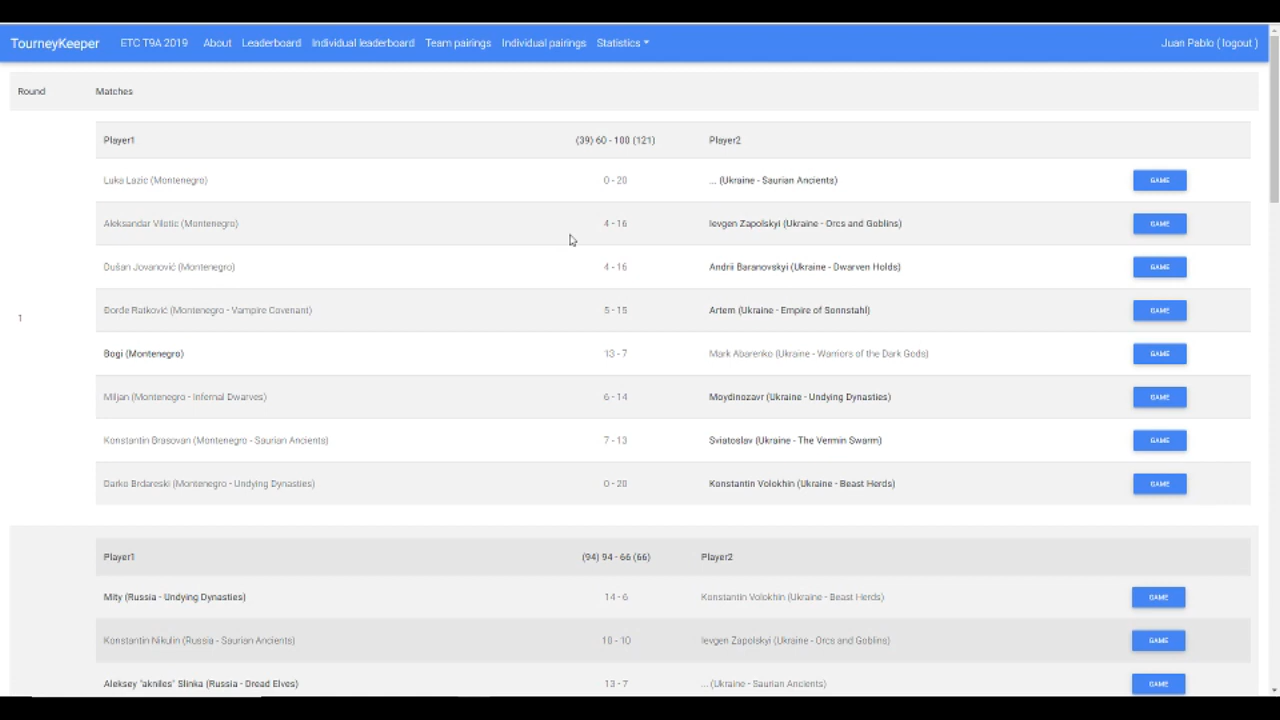 TourneyKeeper ETC T9A 2019 About Leaderboard Individual leaderboard Team pairings Individual pairings Statistics Juan Pablo ( logout )
Round Matches
Player1 (39) 60 - 100 (121) Player2
Luka Lazic (Montenegro) 0 - 20 ... (Ukraine - Saurian Ancients) GAME
Aleksandar Vilotic (Montenegro) 4 - 16 Ievgen Zapolskyi (Ukraine - Orcs and Goblins) GAME
Dušan Jovanović (Montenegro) 4 - 16 Andrii Baranovskyi (Ukraine - Dwarven Holds) GAME
Đorđe Ratković (Montenegro - Vampire Covenant) 5 - 15 Artem (Ukraine - Empire of Sonnstahl) GAME
1
Bogi (Montenegro) 13 - 7 Mark Abarenko (Ukraine - Warriors of the Dark Gods) GAME
Miljan (Montenegro - Infernal Dwarves) 6 - 14 Moydinozavr (Ukraine - Undying Dynasties) GAME
Konstantin Brasovan (Montenegro - Saurian Ancients) 7 - 13 Sviatoslav (Ukraine - The Vermin Swarm) GAME
Darko Brdareski (Montenegro - Undying Dynasties) 0 - 20 Konstantin Volokhin (Ukraine - Beast Herds) GAME
Player1 (94) 94 - 66 (66) Player2
Mity (Russia - Undying Dynasties) 14 - 6 Konstantin Volokhin (Ukraine - Beast Herds) GAME
Konstantin Nikulin (Russia - Saurian Ancients) 10 - 10 Ievgen Zapolskyi (Ukraine - Orcs and Goblins) GAME
Aleksey "akniles" Slinka (Russia - Dread Elves) 13 - 7 ... (Ukraine - Saurian Ancients) GAME